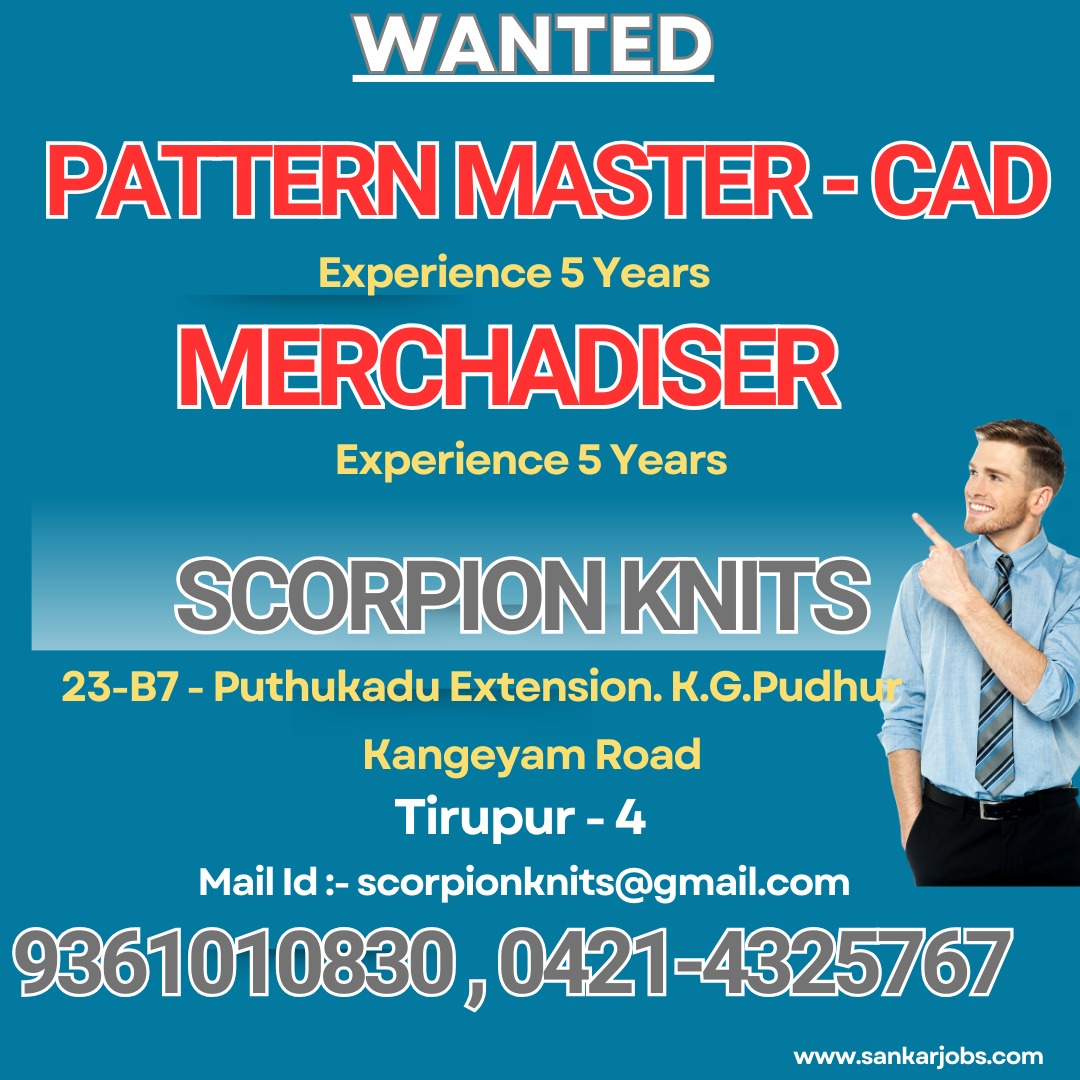 WANTED
PATTERN MASTER - CAD
Experience 5 Years
MERCHADISER
Experience 5 Years
SCORPION KNITS
23-B7 - Puthukadu Extension. K.G.Pudhur
Kangeyam Road
Tirupur - 4
Mail Id :- scorpionknits@gmail.com
9361010830 , 0421-4325767
www.sankarjobs.com